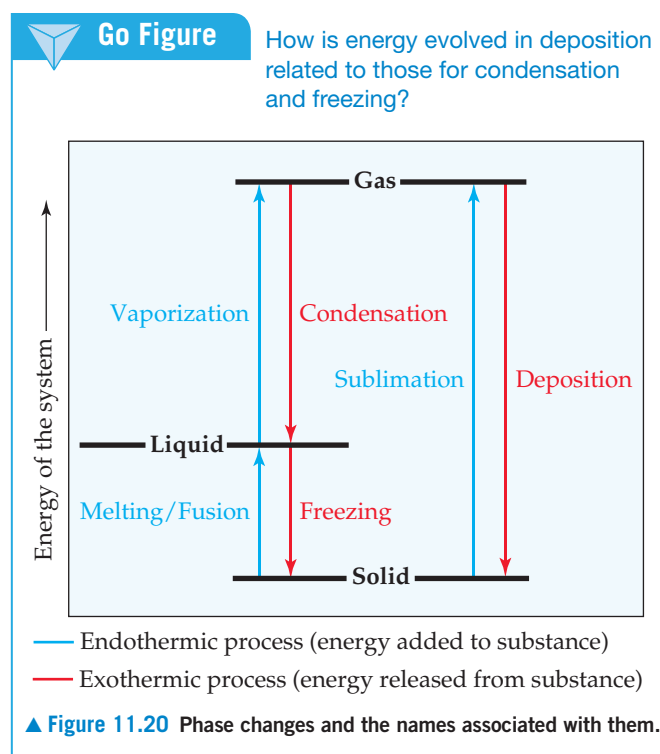 Go Figure
How is energy evolved in deposition
related to those for condensation
and freezing?
Energy of the system
Gas
Vaporization
Condensation
Sublimation
Deposition
Liquid
Melting/Fusion
Freezing
Solid
Endothermic process (energy added to substance)
Exothermic process (energy released from substance)
▲ Figure 11.20 Phase changes and the names associated with them.